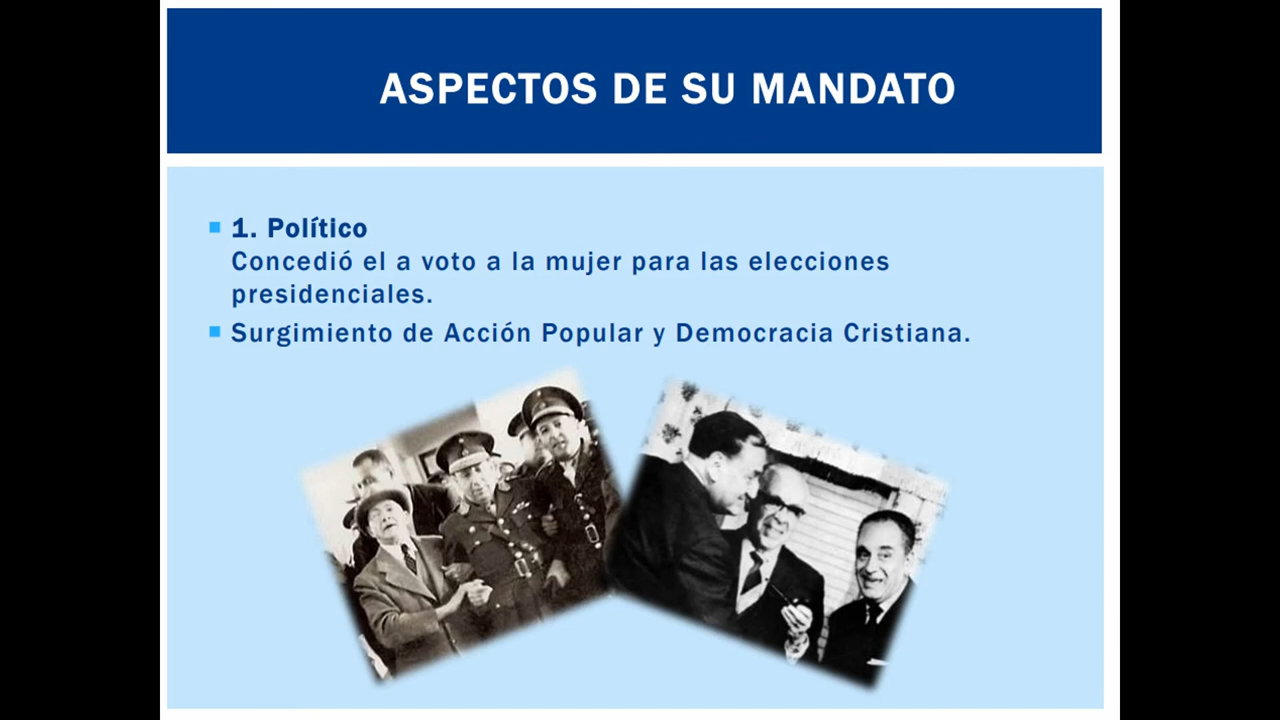 ASPECTOS DE SU MANDATO
1. Político
Concedió el a voto a la mujer para las elecciones
presidenciales.
Surgimiento de Acción Popular y Democracia Cristiana.